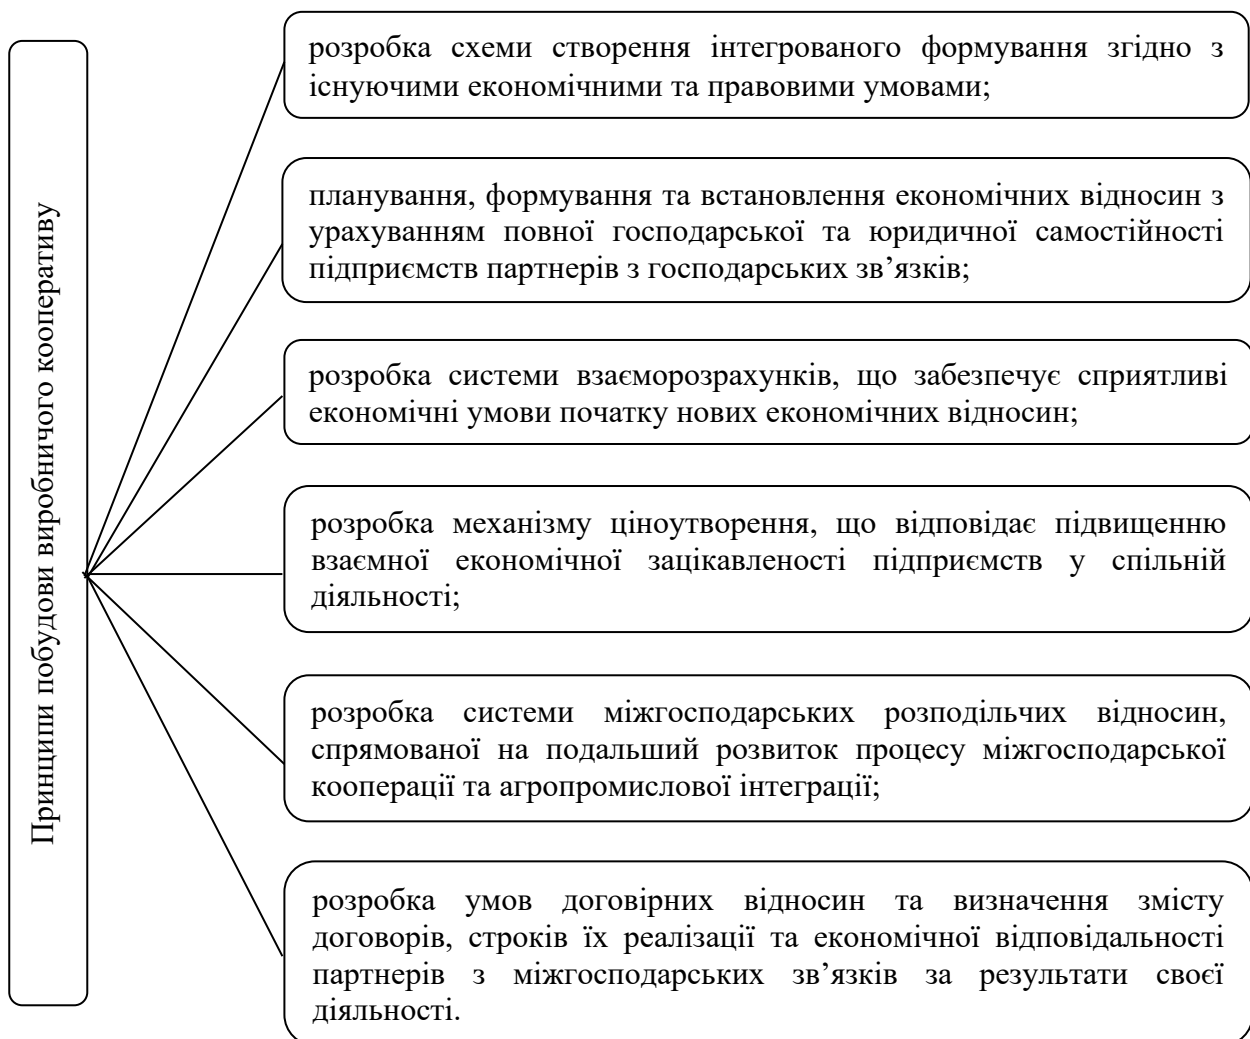 Принципи побудови виробничого кооперативу
розробка схеми створення інтегрованого формування згідно з
існуючими економічними та правовими умовами;
планування, формування та встановлення економічних відносин з
урахуванням повної господарської та юридичної самостійності
підприємств партнерів з господарських зв’язків;
розробка системи взаєморозрахунків, що забезпечує сприятливі
економічні умови початку нових економічних відносин;
розробка механізму ціноутворення, що відповідає підвищенню
взаємної економічної зацікавленості підприємств у спільній
діяльності;
розробка системи міжгосподарських розподільчих відносин,
спрямованої на подальший розвиток процесу міжгосподарської
кооперації та агропромислової інтеграції;
розробка умов договірних відносин та визначення змісту
договорів, строків їх реалізації та економічної відповідальності
партнерів з міжгосподарських зв’язків за результати своєї
діяльності.